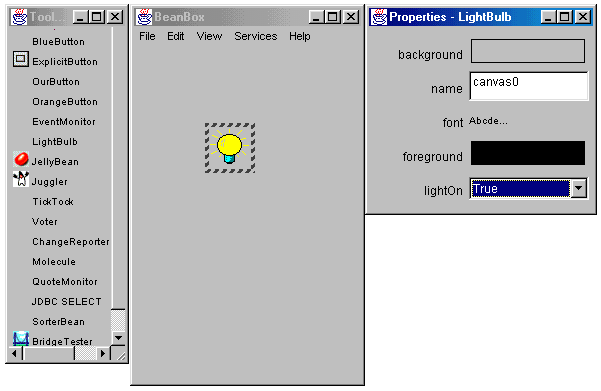 Tool...
BlueButton
ExplicitButton
OurButton
OrangeButton
EventMonitor
LightBulb
JellyBean
Juggler
TickTock
Voter
ChangeReporter
Molecule
QuoteMonitor
JDBC SELECT
SorterBean
BridgeTester
BeanBox
File Edit View Services Help
Properties - LightBulb
background
name canvas0
font Abcde...
foreground
lightOn True